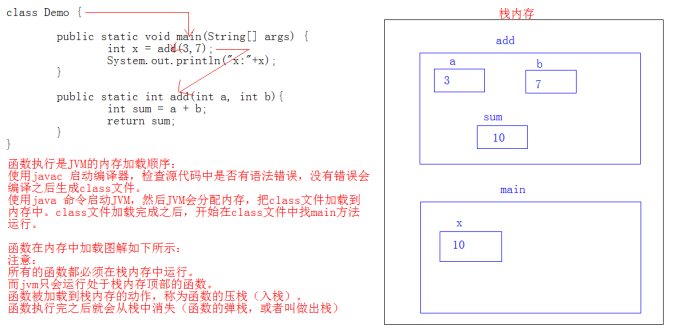 class Demo {
public static void main(String[] args) {
int x = add(3,7);
System.out.println("x:"+x);
}
public static int add(int a, int b){
int sum = a + b;
return sum;
}
}
函数执行是JVM的内存加载顺序:
使用javac 启动编译器，检查源代码中是否有语法错误，没有错误会
编译之后生成class文件。
使用java 命令启动JVM，然后JVM会分配内存，把class文件加载到
内存中。class文件加载完成之后，开始在class文件中找main方法
运行。
函数在内存中加载图解如下所示:
注意:
所有的函数都必须在栈内存中运行。
而jvm只会运行处于栈内存顶部的函数。
函数被加载到栈内存的动作，称为函数的压栈（入栈）。
函数执行完之后就会从栈中消失（函数的弹栈，或者叫做出栈）
栈内存
add
a
b
3
7
sum
10
main
x
10